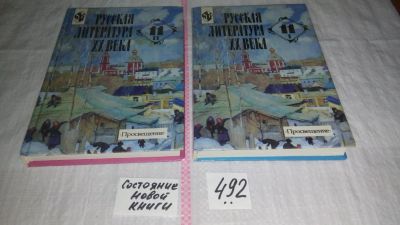 РУССКАЯ
ЛИТЕРАТУРА
XX ВЕКА
11
Просвещение
РУССКАЯ
ЛИТЕРАТУРА
XX ВЕКА
11
Просвещение
Состояние
новой
книги
492